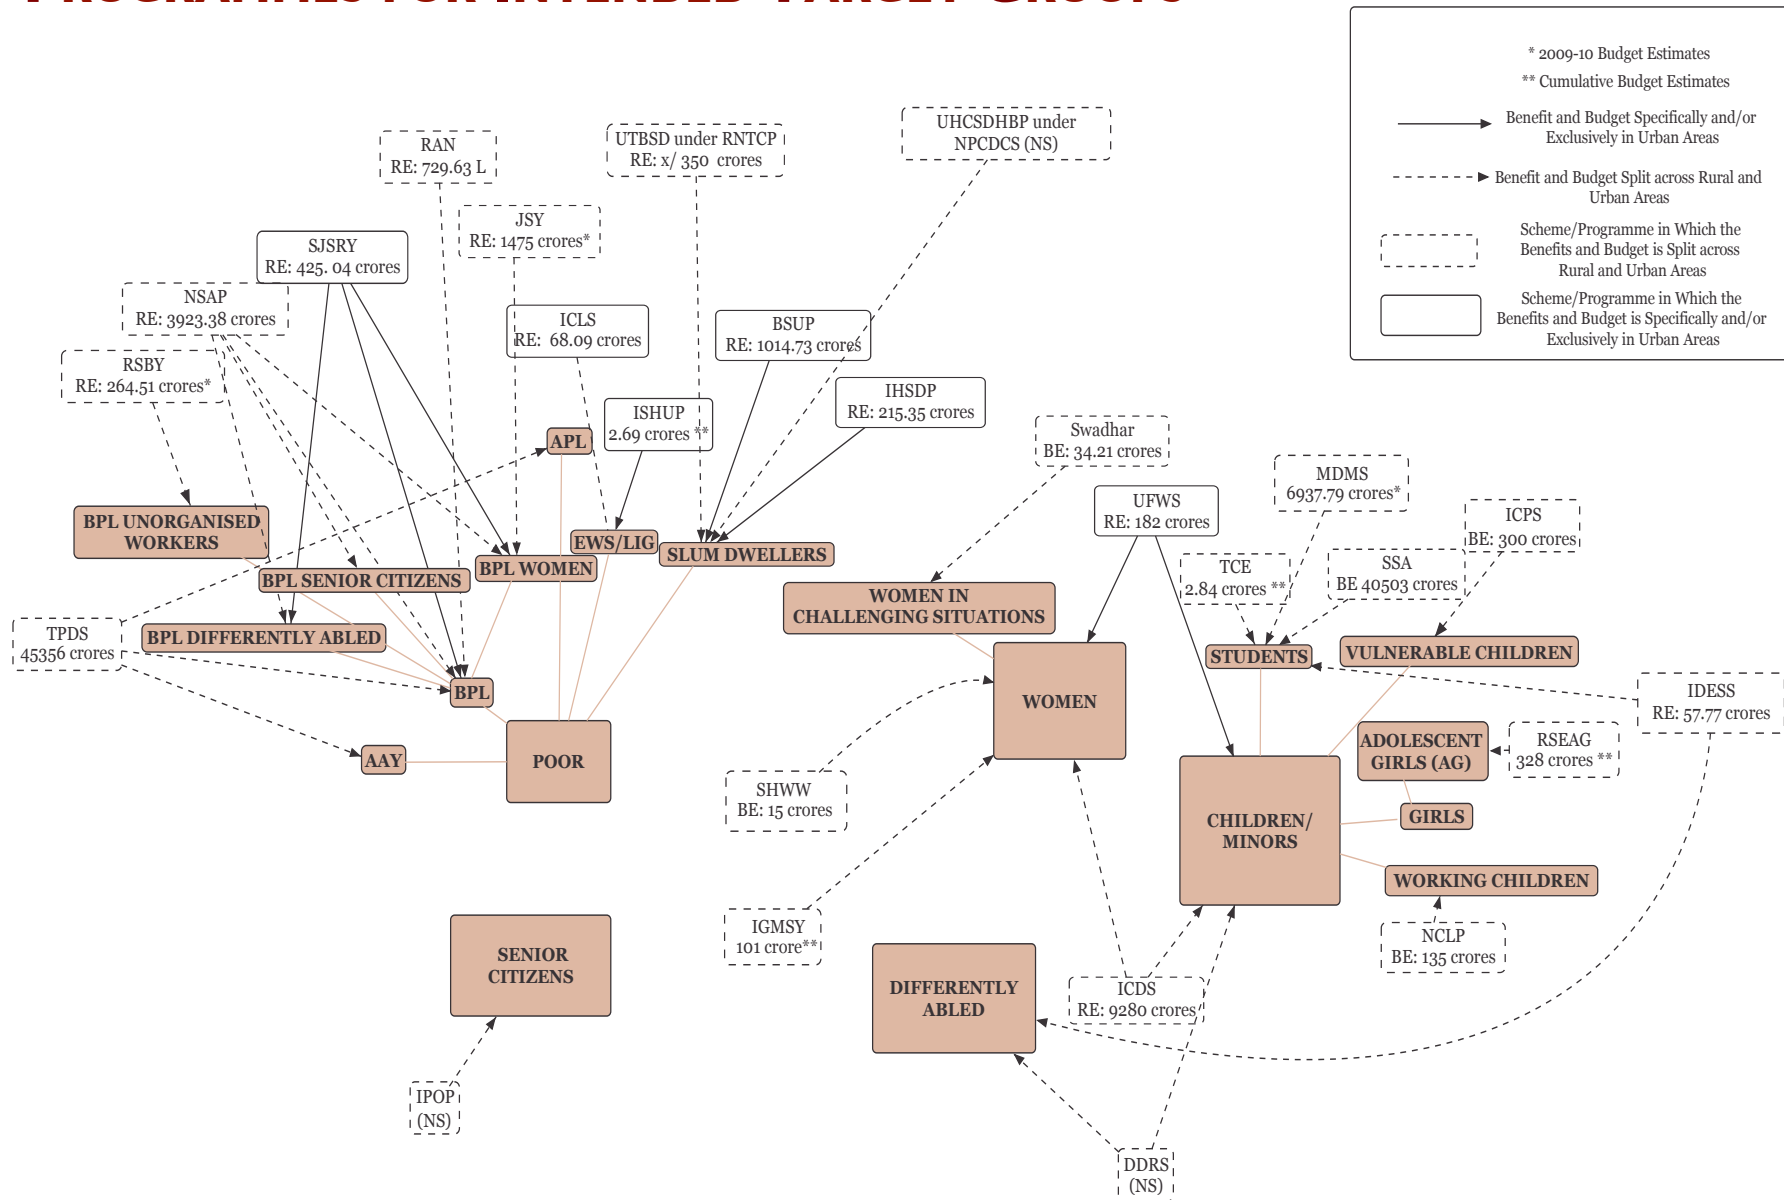 PROGRAMMES FOR INTENDED TARGET GROUPS
* 2009-10 Budget Estimates
** Cumulative Budget Estimates
Benefit and Budget Specifically and/or
Exclusively in Urban Areas
Benefit and Budget Split across Rural and
Urban Areas
Scheme/Programme in Which the
Benefits and Budget is Split across
Rural and Urban Areas
Scheme/Programme in Which the
Benefits and Budget is Specifically and/or
Exclusively in Urban Areas
RAN
RE: 729.63 L
UTBSD under RNTCP
RE: x/ 350 crores
UHCSDHBP under
NPCDCS (NS)
JSY
RE: 1475 crores*
SJSRY
RE: 425. 04 crores
NSAP
RE: 3923.38 crores
ICLS
RE: 68.09 crores
BSUP
RE: 1014.73 crores
RSBY
RE: 264.51 crores*
IHSDP
RE: 215.35 crores
ISHUP
2.69 crores **
APL
Swadhar
BE: 34.21 crores
MDMS
6937.79 crores*
UFWS
RE: 182 crores
ICPS
BE: 300 crores
BPL UNORGANISED
WORKERS
EWS/LIG
SLUM DWELLERS
BPL WOMEN
BPL SENIOR CITIZENS
TCE
2.84 crores **
SSA
BE 40503 crores
WOMEN IN
CHALLENGING SITUATIONS
TPDS
45356 crores
BPL DIFFERENTLY ABLED
STUDENTS
VULNERABLE CHILDREN
BPL
WOMEN
IDESS
RE: 57.77 crores
AAY
POOR
ADOLESCENT
GIRLS (AG)
RSEAG
328 crores **
SHWW
BE: 15 crores
CHILDREN/
MINORS
GIRLS
WORKING CHILDREN
IGMSY
101 crore**
NCLP
BE: 135 crores
SENIOR
CITIZENS
DIFFERENTLY
ABLED
ICDS
RE: 9280 crores
IPOP
(NS)
DDRS
(NS)